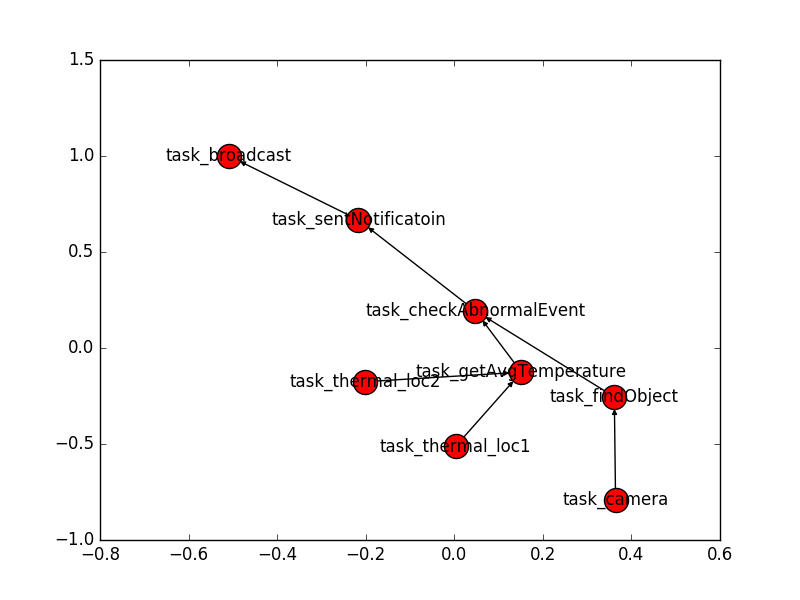 1.5
1.0
0.5
0.0
−0.5
−1.0
task_broadcast
task_sentNotificatoin
task_checkAbnormalEvent
task_getAvgTemperature
task_thermal_loc2
task_findObject
task_thermal_loc1
task_camera
−0.8 −0.6 −0.4 −0.2 0.0 0.2 0.4 0.6